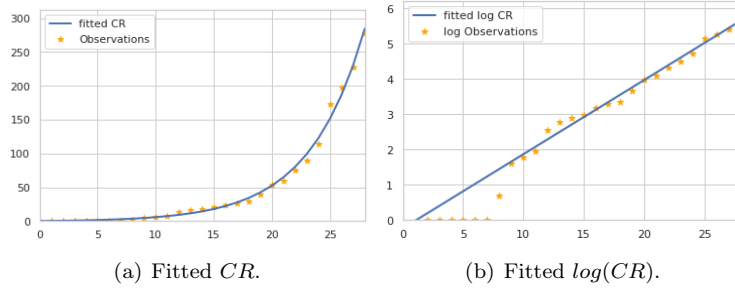 fitted CR
Observations
300
250
200
150
100
50
0
0 5 10 15 20 25
(a) Fitted CR.
fitted log CR
log Observations
6
5
4
3
2
1
0
0 5 10 15 20 25
(b) Fitted log(CR).